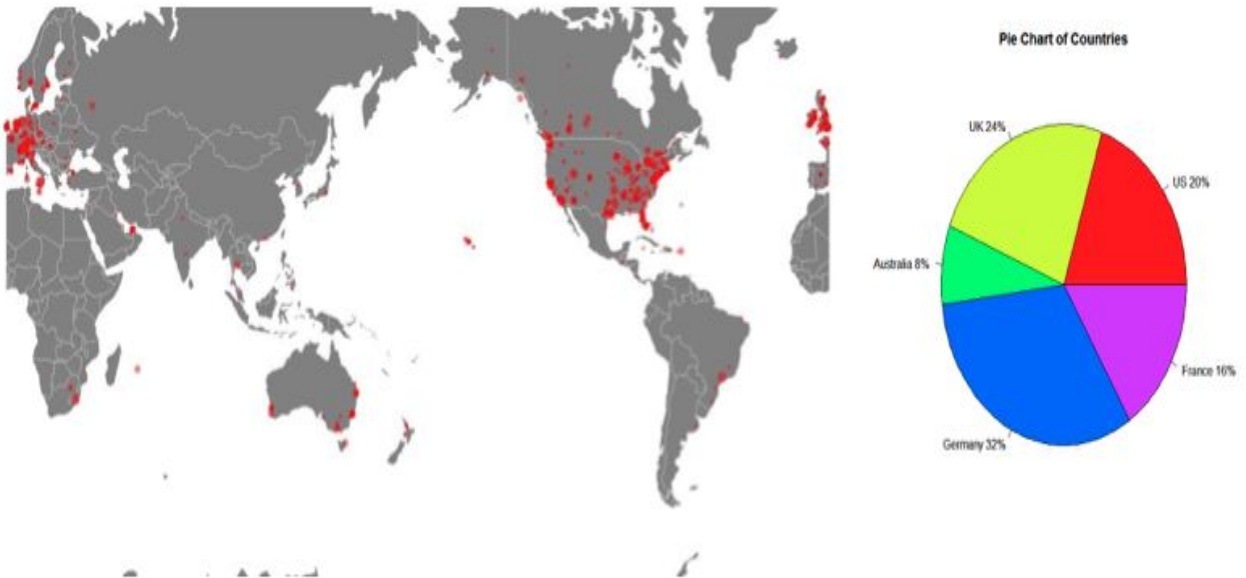 Pie Chart of Countries
UK 24%
US 20%
Australia 8%
France 16%
Germany 32%